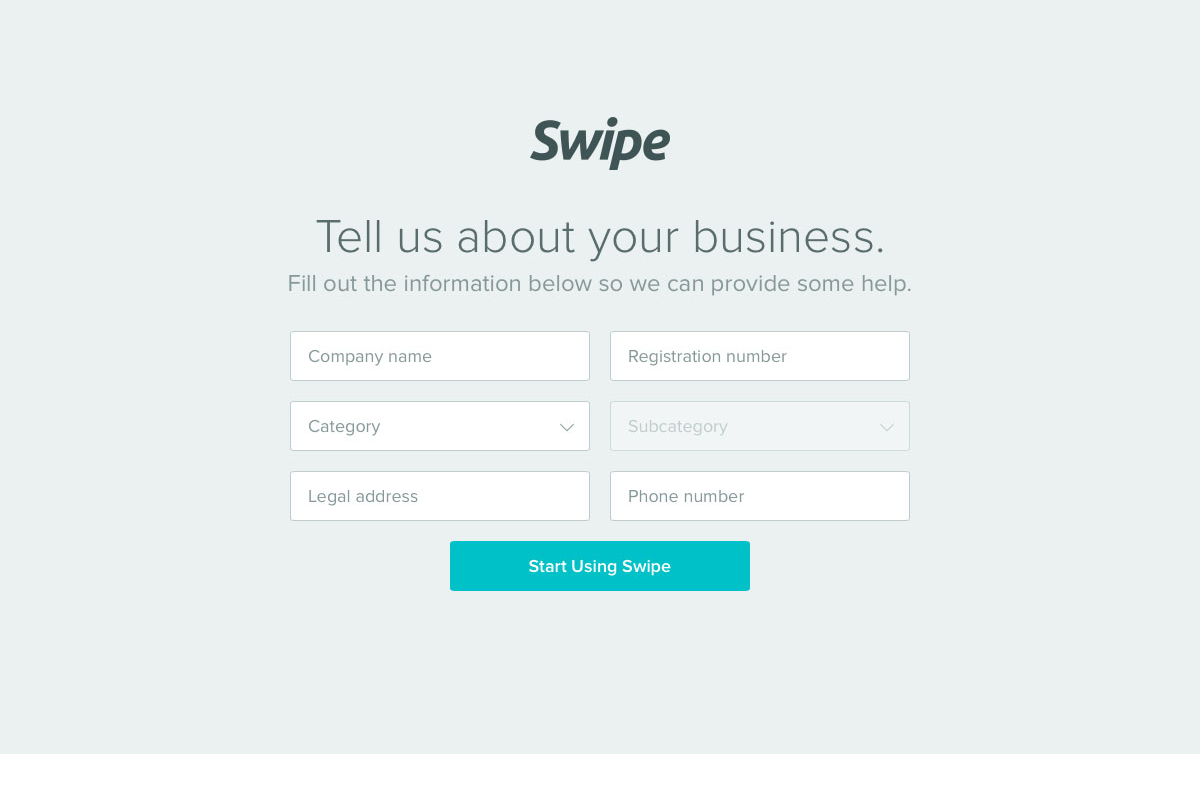 Swipe
Tell us about your business.
Fill out the information below so we can provide some help.
Company name
Registration number
Category
Subcategory
Legal address
Phone number
Start Using Swipe